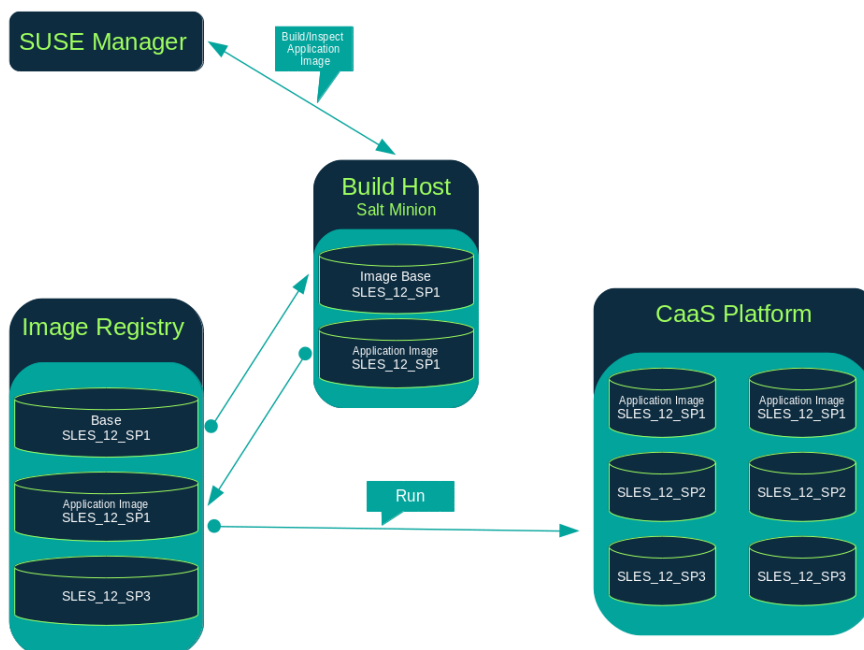 SUSE Manager
Build/Inspect
Application
Image
Build Host
Salt Minion
Image Base
SLES_12_SP1
Application Image
SLES_12_SP1
Image Registry
Base
SLES_12_SP1
Application Image
SLES_12_SP1
SLES_12_SP3
Run
CaaS Platform
Application Image
SLES_12_SP1
Application Image
SLES_12_SP1
SLES_12_SP2
SLES_12_SP2
SLES_12_SP3
SLES_12_SP3